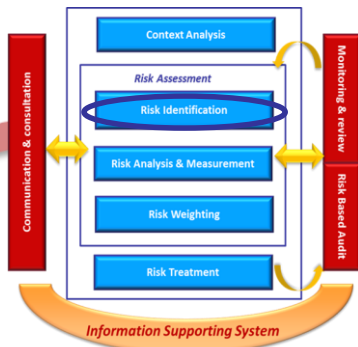 Context Analysis
Risk Assessment
Risk Identification
Risk Analysis & Measurement
Risk Weighting
Risk Treatment
Communication & consultation
Monitoring & review
Risk Based Audit
Information Supporting System